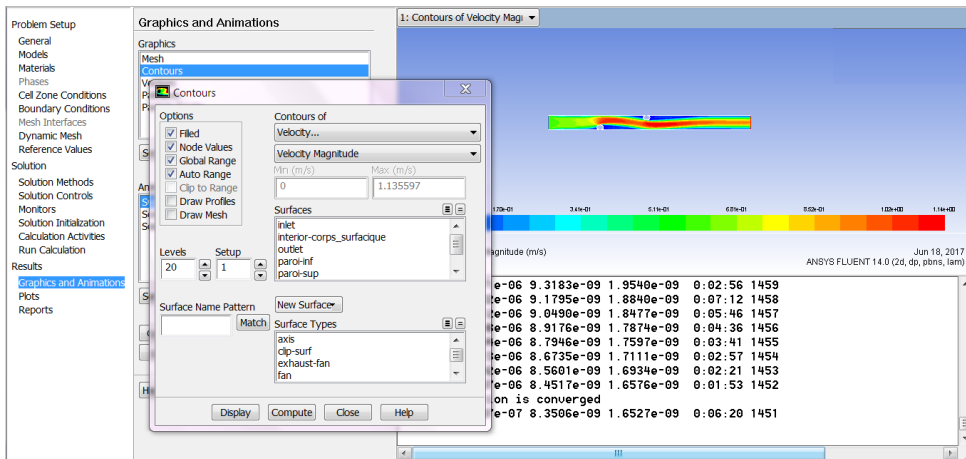 Problem Setup
General
Models
Materials
Phases
Cell Zone Conditions
Boundary Conditions
Mesh Interfaces
Dynamic Mesh
Reference Values
Solution
Solution Methods
Solution Controls
Monitors
Solution Initialization
Calculation Activities
Run Calculation
Results
Graphics and Animations
Plots
Reports
Graphics and Animations
Graphics
Mesh
Contours
Contours
Options
Filled
Node Values
Global Range
Auto Range
Clip to Range
Draw Profiles
Draw Mesh
Levels Setup
20 1
Surface Name Pattern
Match
Contours of
Velocity...
Velocity Magnitude
Min (m/s) Max (m/s)
0 1.135597
Surfaces
inlet
interior-corps_surfacique
outlet
paroi-inf
paroi-sup
New Surface
Surface Types
axis
clip-surf
exhaust-fan
fan
Display Compute Close Help
1: Contours of Velocity Magi
1.70e-01 3.41e-01 5.11e-01 6.81e-01 8.52e-01 1.02e+00 1.14e+00
agnitude (m/s)
Jun 18, 2017
ANSYS FLUENT 14.0 (2d, dp, pbns, lam)
e-06 9.3183e-09 1.9540e-09 0:02:56 1459
e-06 9.1795e-09 1.8840e-09 0:07:12 1458
e-06 9.0490e-09 1.8477e-09 0:05:46 1457
e-06 8.9176e-09 1.7874e-09 0:04:36 1456
e-06 8.7946e-09 1.7597e-09 0:03:41 1455
e-06 8.6735e-09 1.7111e-09 0:02:57 1454
e-06 8.5601e-09 1.6934e-09 0:02:21 1453
e-06 8.4517e-09 1.6576e-09 0:01:53 1452
on is converged
e-07 8.3506e-09 1.6527e-09 0:06:20 1451